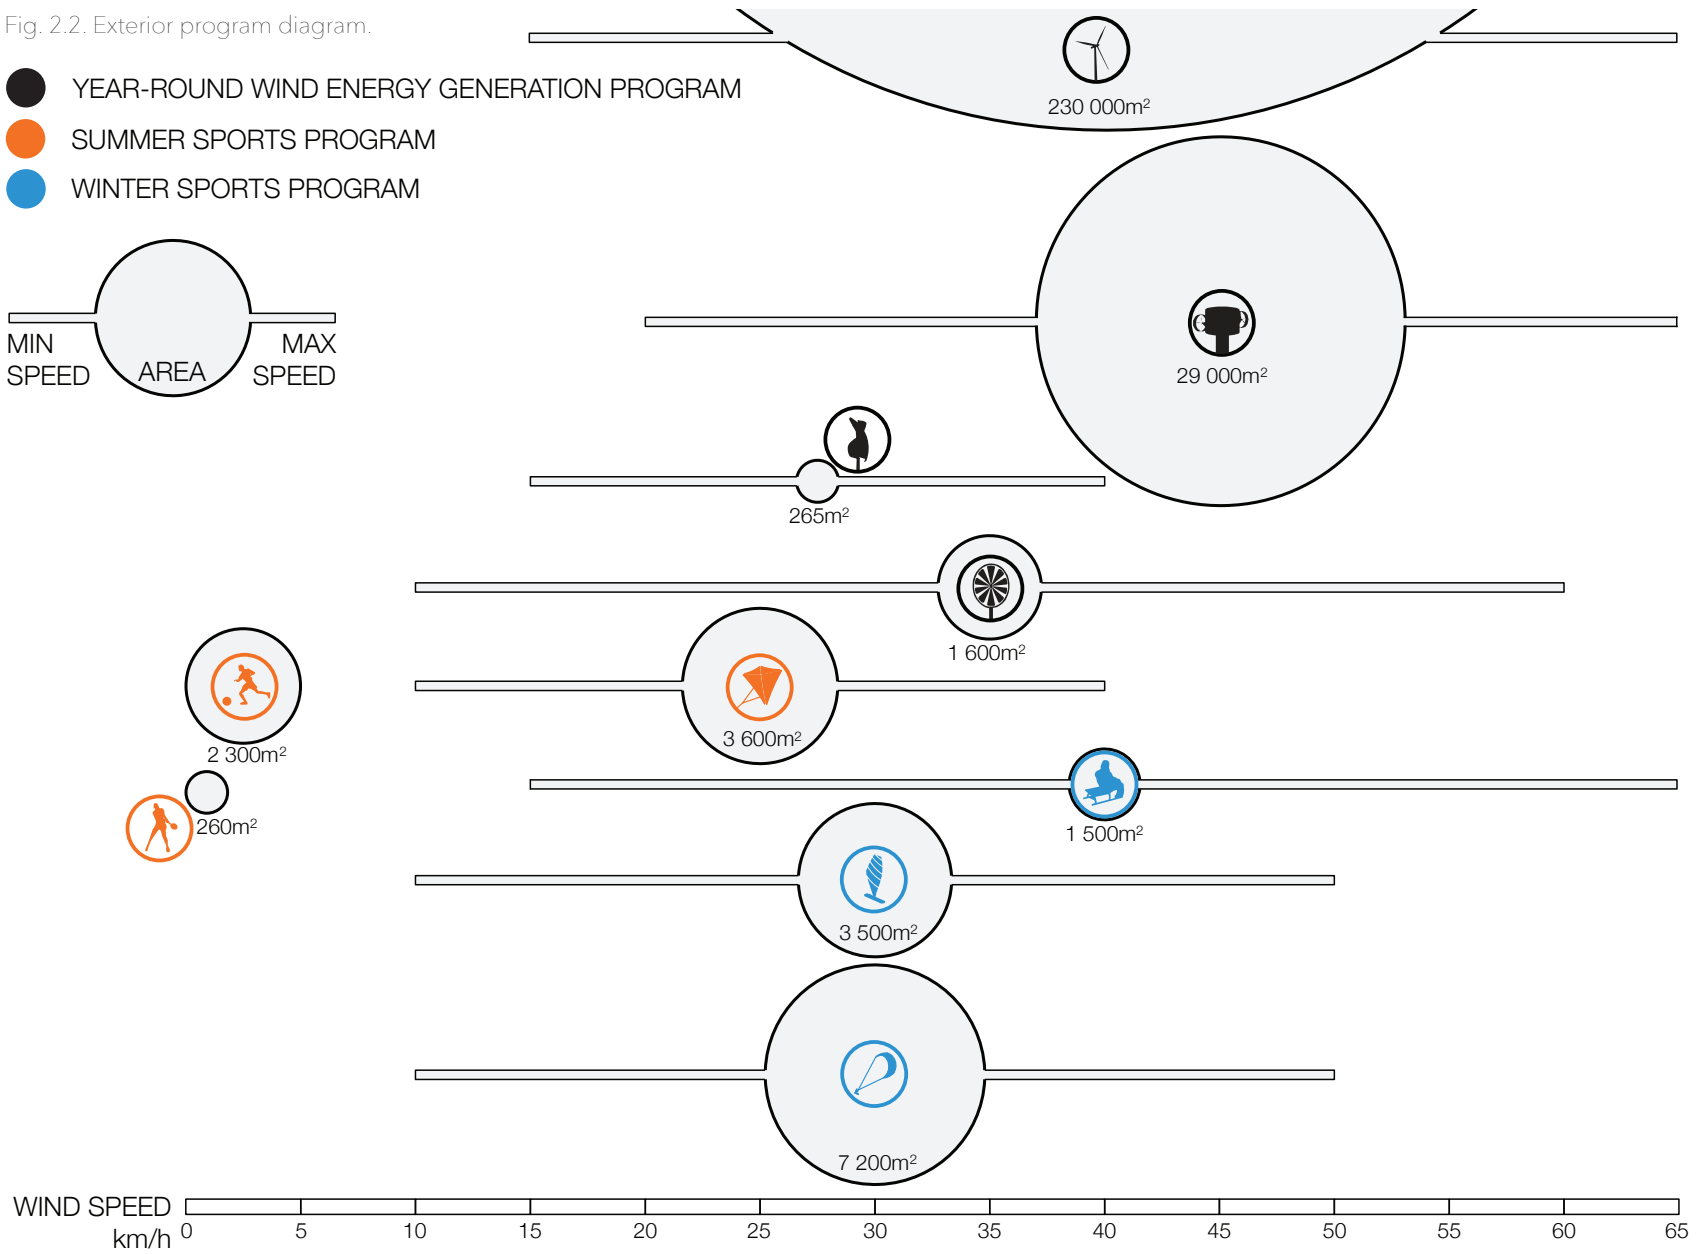 Fig. 2.2. Exterior program diagram.
YEAR-ROUND WIND ENERGY GENERATION PROGRAM
SUMMER SPORTS PROGRAM
WINTER SPORTS PROGRAM
MIN SPEED
AREA
MAX SPEED
230 000m²
29 000m²
265m²
1 600m²
2 300m²
3 600m²
260m²
1 500m²
3 500m²
7 200m²
WIND SPEED
km/h
0 5 10 15 20 25 30 35 40 45 50 55 60 65